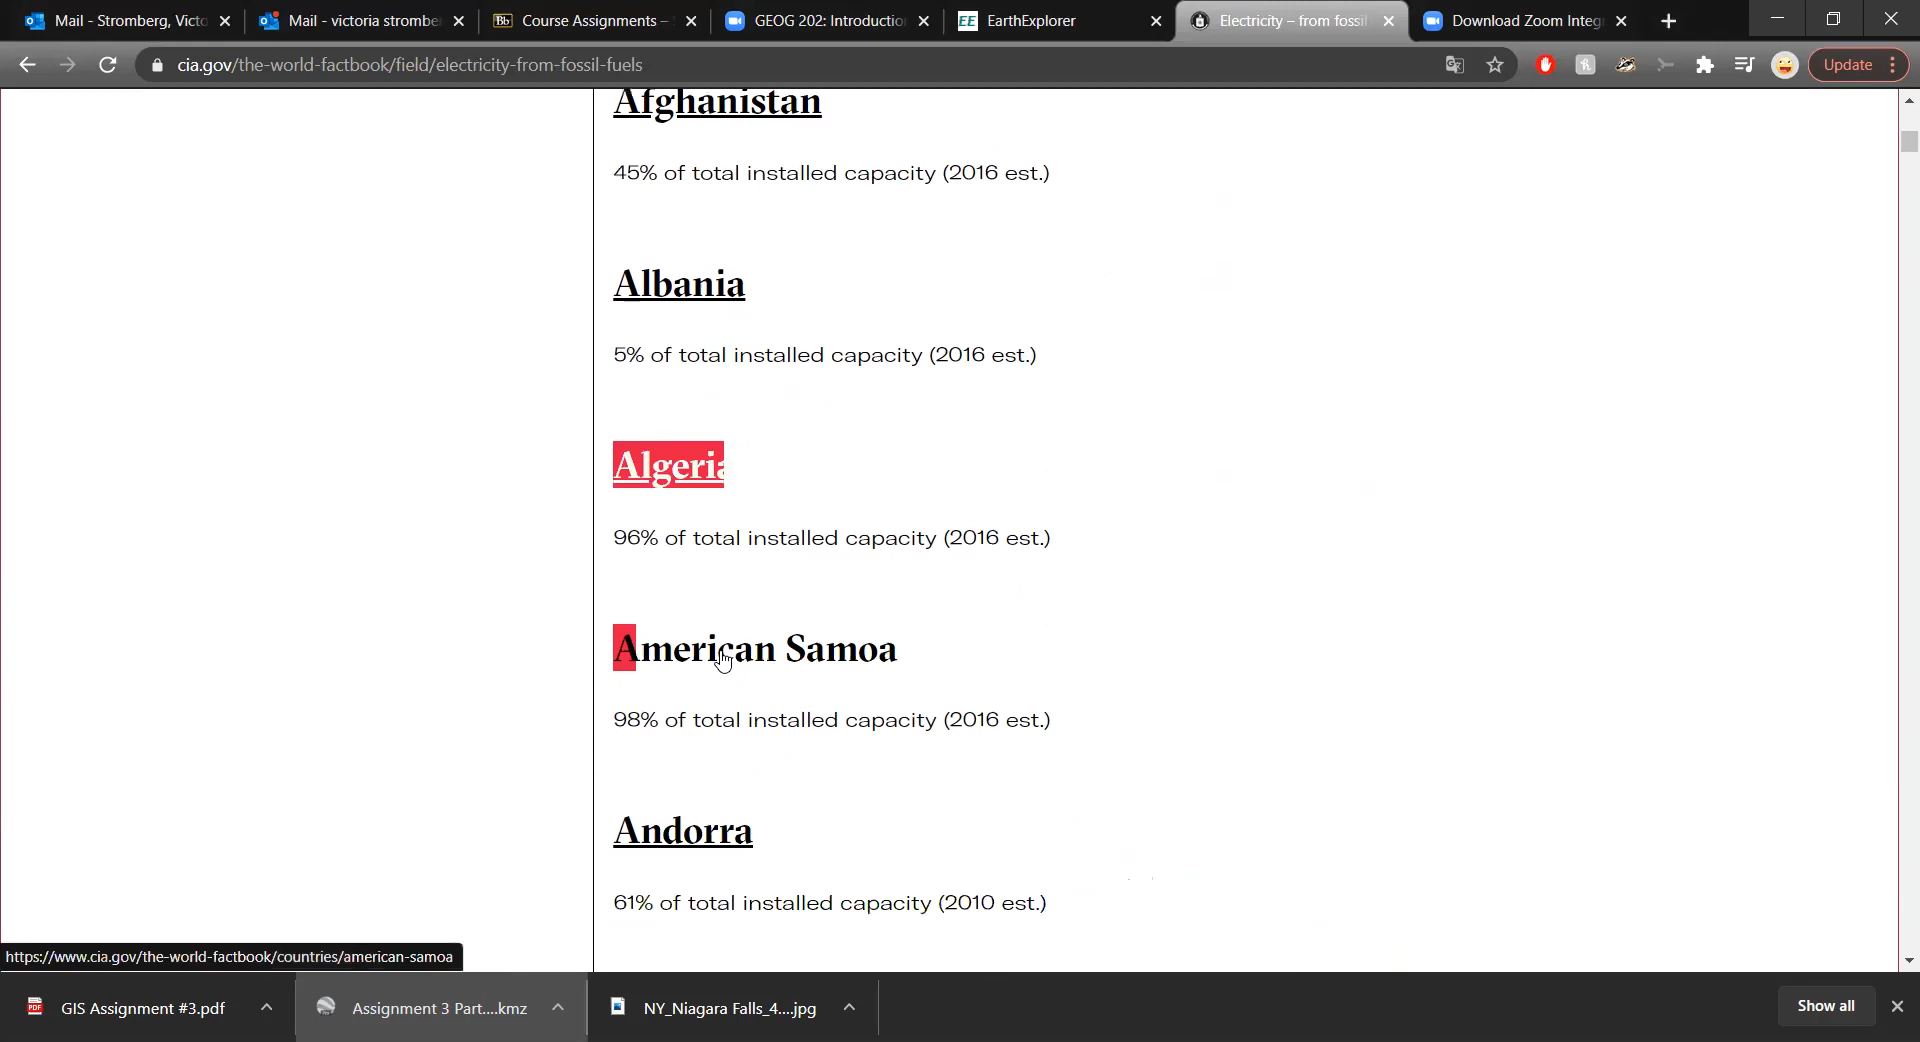 Mail - Stromberg, Victo
Mail - victoria strombe
Bb Course Assignments –
GEOG 202: Introduction
EE EarthExplorer
Electricity – from fossil
Download Zoom Integ
cia.gov/the-world-factbook/field/electricity-from-fossil-fuels
Update
Afghanistan
45% of total installed capacity (2016 est.)
Albania
5% of total installed capacity (2016 est.)
Algeria
96% of total installed capacity (2016 est.)
American Samoa
98% of total installed capacity (2016 est.)
Andorra
61% of total installed capacity (2010 est.)
https://www.cia.gov/the-world-factbook/countries/american-samoa
GIS Assignment #3.pdf
Assignment 3 Part....kmz
NY_Niagara Falls_4....jpg
Show all